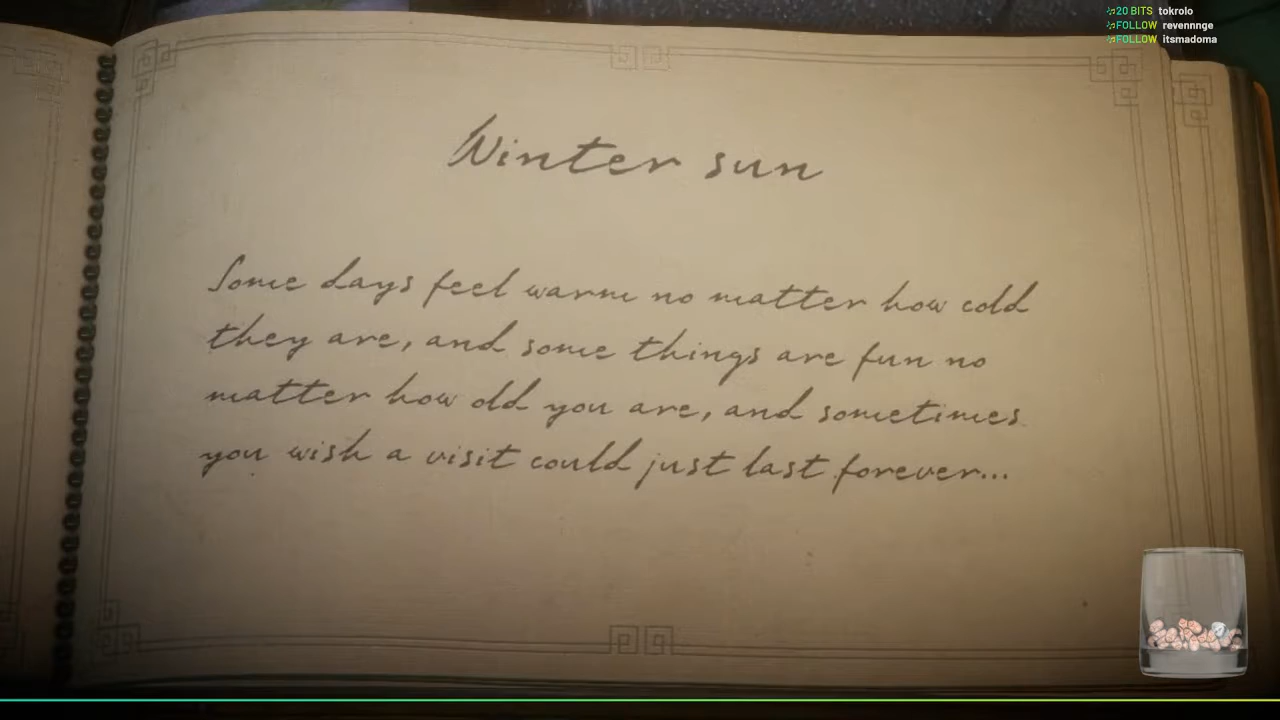 20 BITS tokrolo
FOLLOW revennnge
FOLLOW itsmadoma
Winter sun
Some days feel warm no matter how cold
they are, and some things are fun no
matter how old you are, and sometimes
you wish a visit could just last forever...